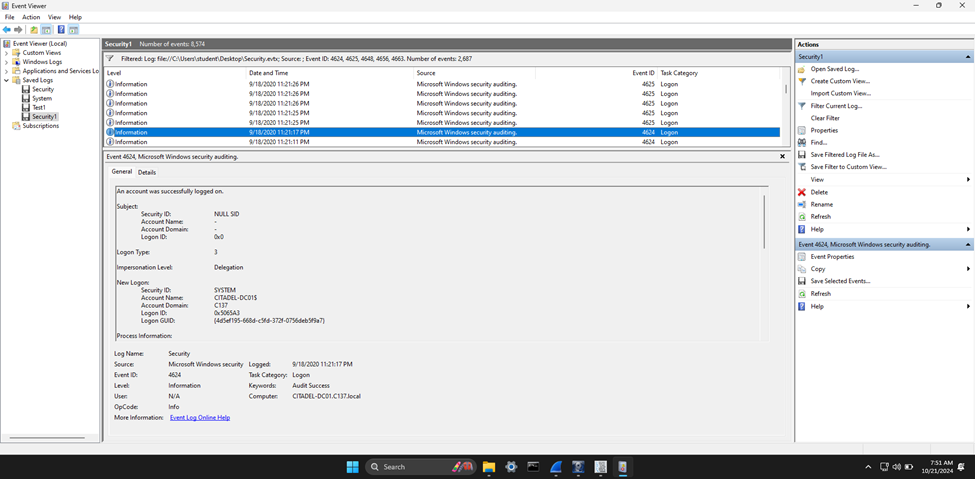 Event Viewer
File Action View Help
Event Viewer (Local)
Custom Views
Windows Logs
Applications and Services Lo
Saved Logs
Security
System
Test1
Security1
Subscriptions
Security1 Number of events: 8,574
Filtered: Log: file://C:\Users\student\Desktop\Security.evtx; Source: ; Event ID: 4624, 4625, 4648, 4656, 4663. Number of events: 2,687
Level Date and Time Source Event ID Task Category
Information 9/18/2020 11:21:26 PM Microsoft Windows security auditing. 4625 Logon
Information 9/18/2020 11:21:26 PM Microsoft Windows security auditing. 4625 Logon
Information 9/18/2020 11:21:26 PM Microsoft Windows security auditing. 4625 Logon
Information 9/18/2020 11:21:25 PM Microsoft Windows security auditing. 4625 Logon
Information 9/18/2020 11:21:25 PM Microsoft Windows security auditing. 4625 Logon
Information 9/18/2020 11:21:17 PM Microsoft Windows security auditing. 4624 Logon
Information 9/18/2020 11:21:11 PM Microsoft Windows security auditing. 4624 Logon
Event 4624, Microsoft Windows security auditing.
General Details
An account was successfully logged on.
Subject:
Security ID: NULL SID
Account Name: -
Account Domain: -
Logon ID: 0x0
Logon Type: 3
Impersonation Level: Delegation
New Logon:
Security ID: SYSTEM
Account Name: CITADEL-DC01$
Account Domain: C137
Logon ID: 0x5065A3
Logon GUID: {4d5ef195-668d-c5fd-372f-0756deb5f9a7}
Process Information:
Log Name: Security
Source: Microsoft Windows security Logged: 9/18/2020 11:21:17 PM
Event ID: 4624 Task Category: Logon
Level: Information Keywords: Audit Success
User: N/A Computer: CITADEL-DC01.C137.local
OpCode: Info
More Information: Event Log Online Help
Actions
Security1
Open Saved Log...
Create Custom View...
Import Custom View...
Filter Current Log...
Clear Filter
Properties
Find...
Save Filtered Log File As...
Save Filter to Custom View...
View
Delete
Rename
Refresh
Help
Event 4624, Microsoft Windows security auditing.
Event Properties
Copy
Save Selected Events...
Refresh
Help
Search
7:51 AM
10/21/2024